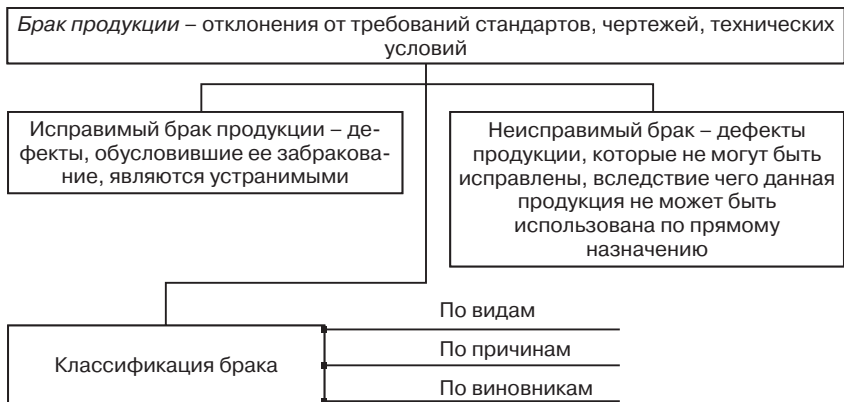 Брак продукции – отклонения от требований стандартов, чертежей, технических
условий
Исправимый брак продукции – де-
фекты, обусловившие ее забракова-
ние, являются устранимыми
Неисправимый брак – дефекты
продукции, которые не могут быть
исправлены, вследствие чего данная
продукция не может быть
использована по прямому
назначению
Классификация брака
По видам
По причинам
По виновникам